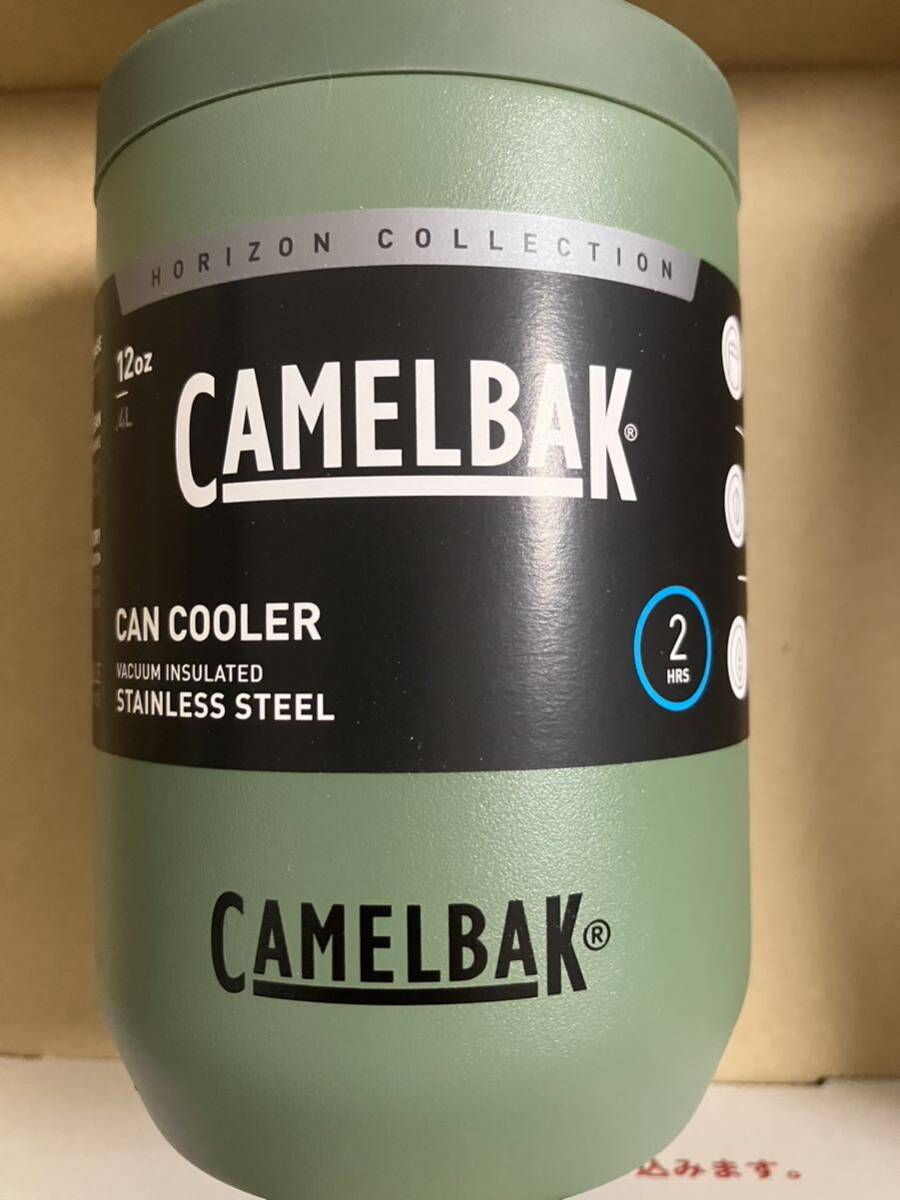 HORIZON COLLECTION
12oz
.4L
CAMELBAK®
CAN COOLER
VACUUM INSULATED
STAINLESS STEEL
2
HRS
CAMELBAK®
込みます。